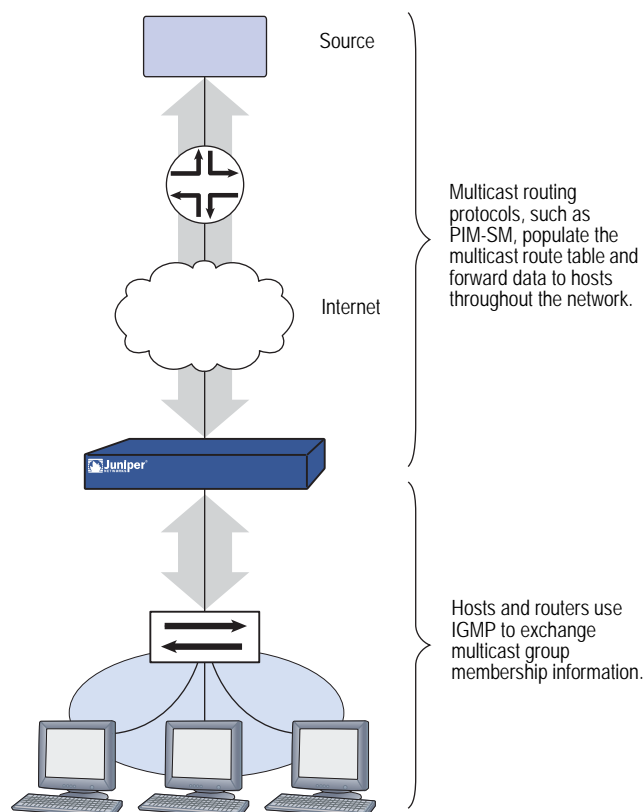 Source
Multicast routing
protocols, such as
PIM-SM, populate the
multicast route table and
forward data to hosts
throughout the network.
Internet
Juniper
NETWORKS
Hosts and routers use
IGMP to exchange
multicast group
membership information.